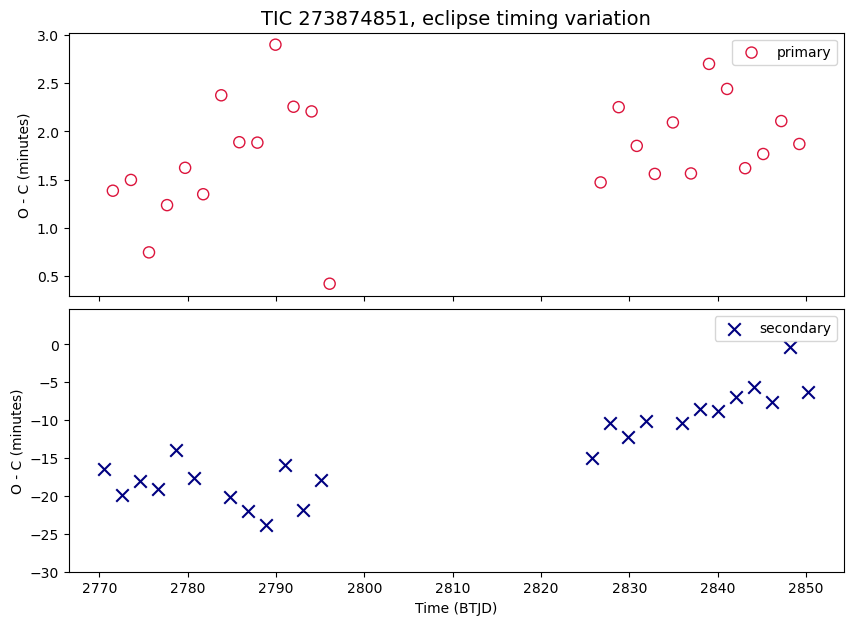 TIC 273874851, eclipse timing variation
primary
O - C (minutes)
3.0
2.5
2.0
1.5
1.0
0.5
secondary
O - C (minutes)
0
−5
−10
−15
−20
−25
−30
2770 2780 2790 2800 2810 2820 2830 2840 2850
Time (BTJD)